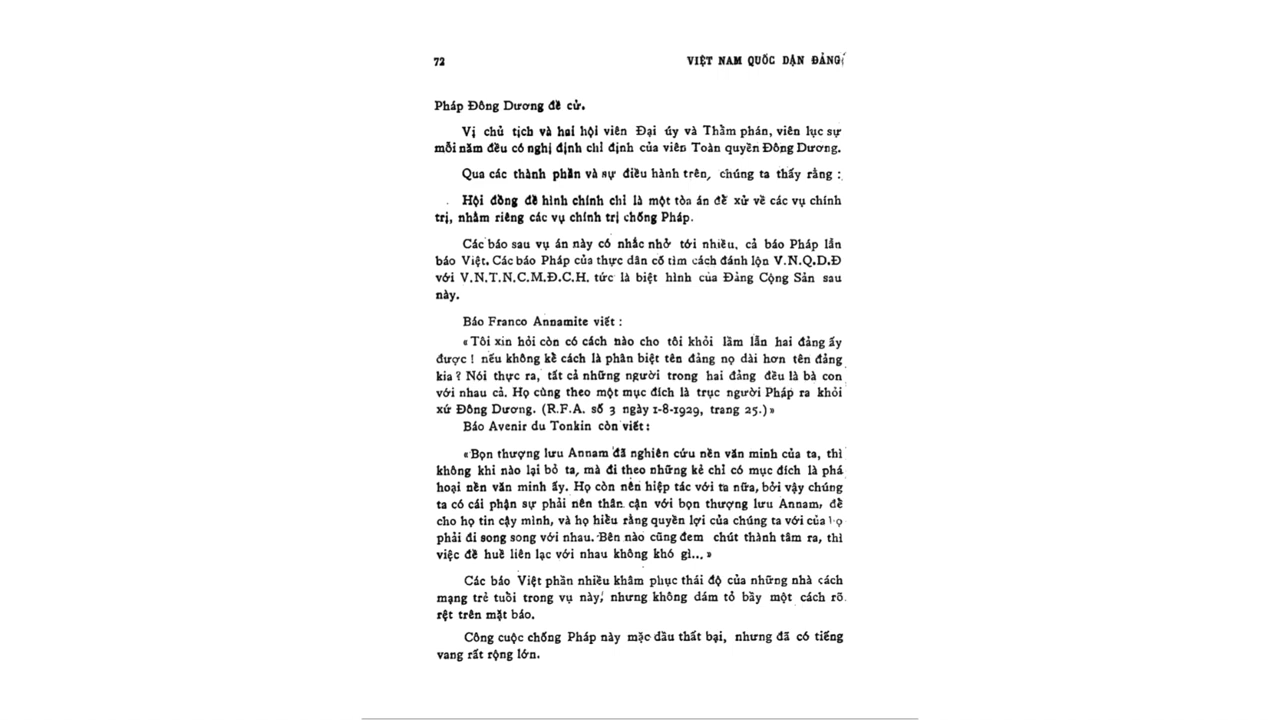 72
VIỆT NAM QUỐC DÂN ĐẢNG
Pháp Đông Dương đề cử.
Vị chủ tịch và hai hội viên Đại úy và Thẩm phán, viên lục sự
mỗi năm đều có nghị định chỉ định của viên Toàn quyền Đông Dương.
Qua các thành phần và sự điều hành trên, chúng ta thấy rằng :
Hội đồng đề hình chính chỉ là một tòa án để xử về các vụ chính
trị, nhằm riêng các vụ chính trị chống Pháp.
Các báo sau vụ án này có nhắc nhở tới nhiều. cả báo Pháp lẫn
báo Việt. Các báo Pháp của thực dân cố tìm cách đánh lộn V.N.Q.D.Đ
với V.N.T.N.C.M.Đ.C.H. tức là biệt hình của Đảng Cộng Sản sau
này.
Báo Franco Annamite viết :
«Tôi xin hỏi còn có cách nào cho tôi khỏi lầm lẫn hai đảng ấy
được ! nếu không kể cách là phân biệt tên đảng nọ dài hơn tên đảng
kia ? Nói thực ra, tất cả những người trong hai đảng đều là bà con
với nhau cả. Họ cùng theo một mục đích là trục người Pháp ra khỏi
xứ Đông Dương. (R.F.A. số 3 ngày 1-8-1929, trang 25.)»
Báo Avenir du Tonkin còn viết :
«Bọn thượng lưu Annam đã nghiên cứu nền văn minh của ta, thì
không khi nào lại bỏ ta, mà đi theo những kẻ chỉ có mục đích là phá
hoại nền văn minh ấy. Họ còn nên hiệp tác với ta nữa, bởi vậy chúng
ta có cái phận sự phải nên thân cận với bọn thượng lưu Annam, để
cho họ tin cậy mình, và họ hiểu rằng quyền lợi của chúng ta với của họ
phải đi song song với nhau. Bên nào cũng đem chút thành tâm ra, thì
việc đề huề liên lạc với nhau không khó gì... »
Các báo Việt phần nhiều khâm phục thái độ của những nhà cách
mạng trẻ tuổi trong vụ này, nhưng không dám tỏ bầy một cách rõ
rệt trên mặt báo.
Công cuộc chống Pháp này mặc dầu thất bại, nhưng đã có tiếng
vang rất rộng lớn.